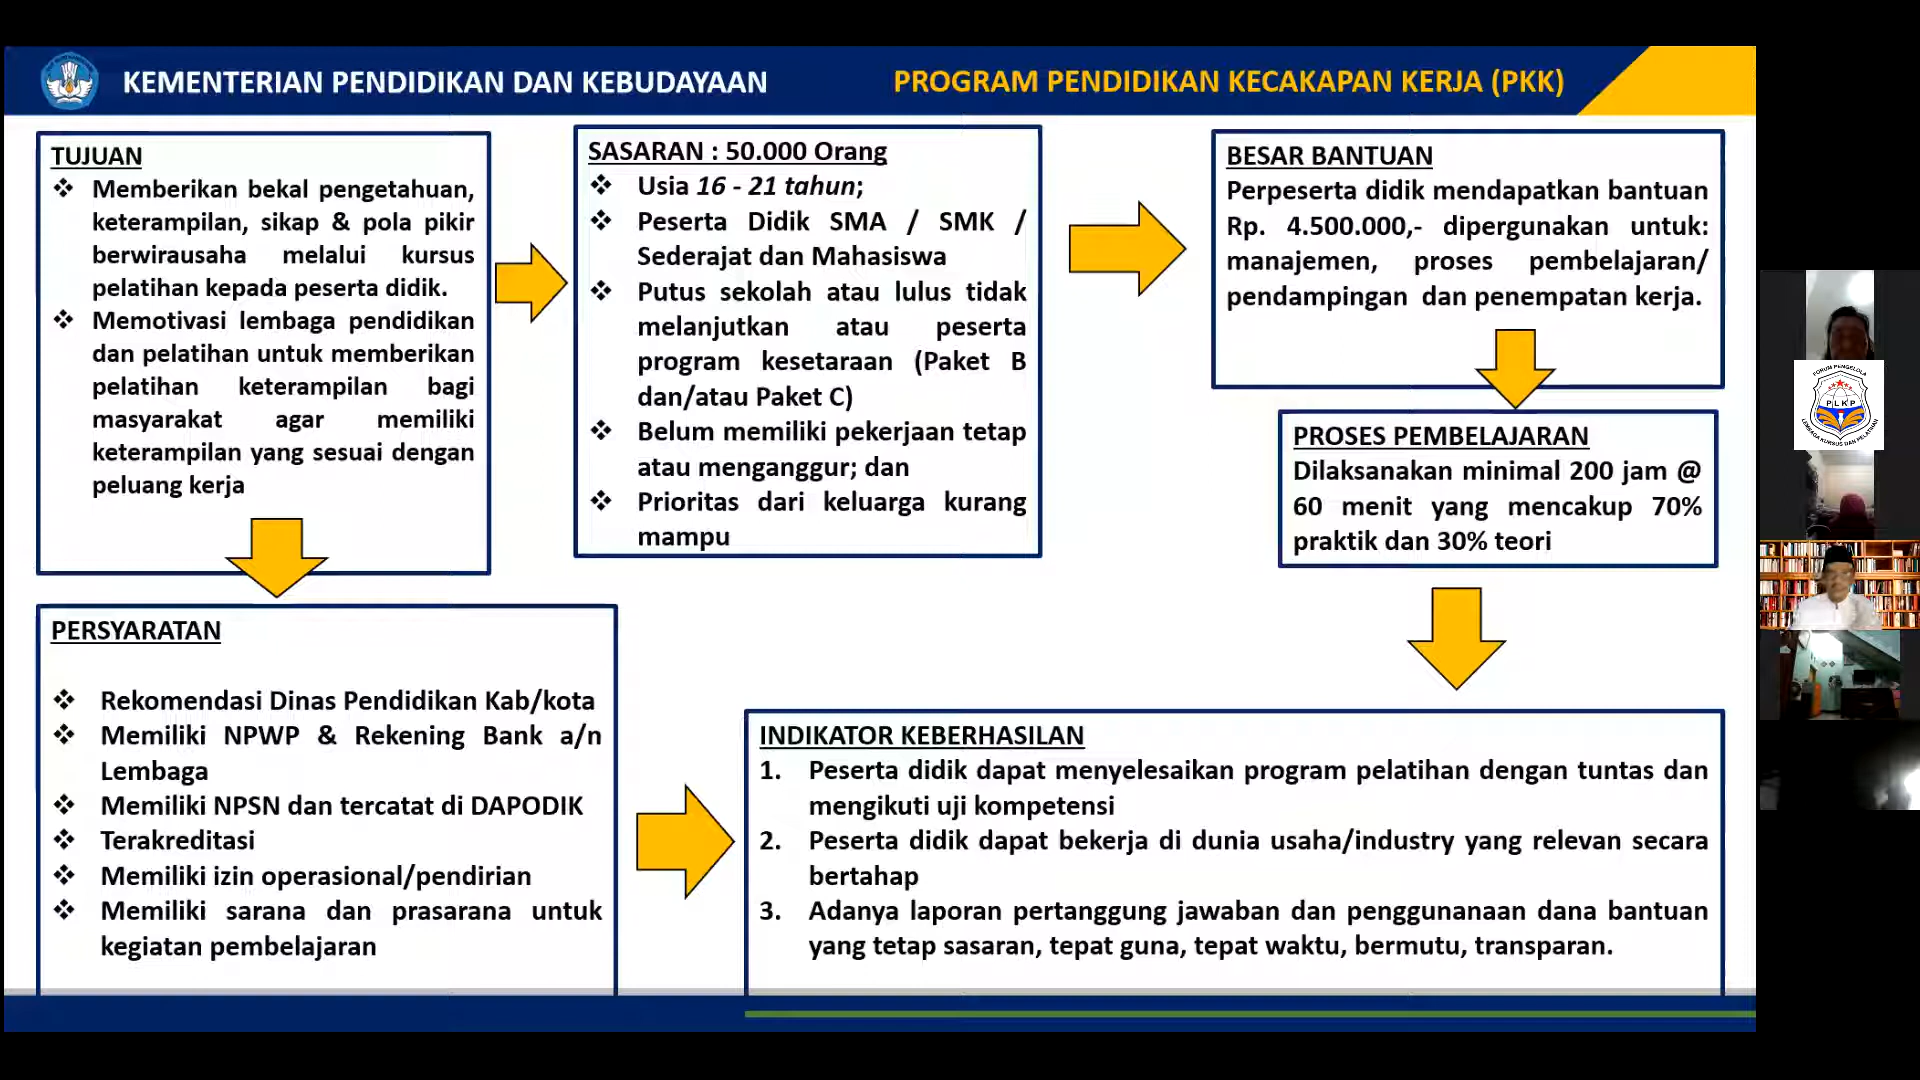 KEMENTERIAN PENDIDIKAN DAN KEBUDAYAAN
PROGRAM PENDIDIKAN KECAKAPAN KERJA (PKK)
TUJUAN
❖ Memberikan bekal pengetahuan,
keterampilan, sikap & pola pikir
berwirausaha melalui kursus
pelatihan kepada peserta didik.
❖ Memotivasi lembaga pendidikan
dan pelatihan untuk memberikan
pelatihan keterampilan bagi
masyarakat agar memiliki
keterampilan yang sesuai dengan
peluang kerja
SASARAN : 50.000 Orang
❖ Usia 16 - 21 tahun;
❖ Peserta Didik SMA / SMK /
Sederajat dan Mahasiswa
❖ Putus sekolah atau lulus tidak
melanjutkan atau peserta
program kesetaraan (Paket B
dan/atau Paket C)
❖ Belum memiliki pekerjaan tetap
atau menganggur; dan
❖ Prioritas dari keluarga kurang
mampu
BESAR BANTUAN
Perpeserta didik mendapatkan bantuan
Rp. 4.500.000,- dipergunakan untuk:
manajemen, proses pembelajaran/
pendampingan dan penempatan kerja.
PROSES PEMBELAJARAN
Dilaksanakan minimal 200 jam @
60 menit yang mencakup 70%
praktik dan 30% teori
PERSYARATAN
❖ Rekomendasi Dinas Pendidikan Kab/kota
❖ Memiliki NPWP & Rekening Bank a/n
Lembaga
❖ Memiliki NPSN dan tercatat di DAPODIK
❖ Terakreditasi
❖ Memiliki izin operasional/pendirian
❖ Memiliki sarana dan prasarana untuk
kegiatan pembelajaran
INDIKATOR KEBERHASILAN
1. Peserta didik dapat menyelesaikan program pelatihan dengan tuntas dan
mengikuti uji kompetensi
2. Peserta didik dapat bekerja di dunia usaha/industry yang relevan secara
bertahap
3. Adanya laporan pertanggung jawaban dan penggunanaan dana bantuan
yang tetap sasaran, tepat guna, tepat waktu, bermutu, transparan.
FORUM PENGELOLA
PLKP
LEMBAGA KURSUS DAN PELATIHAN